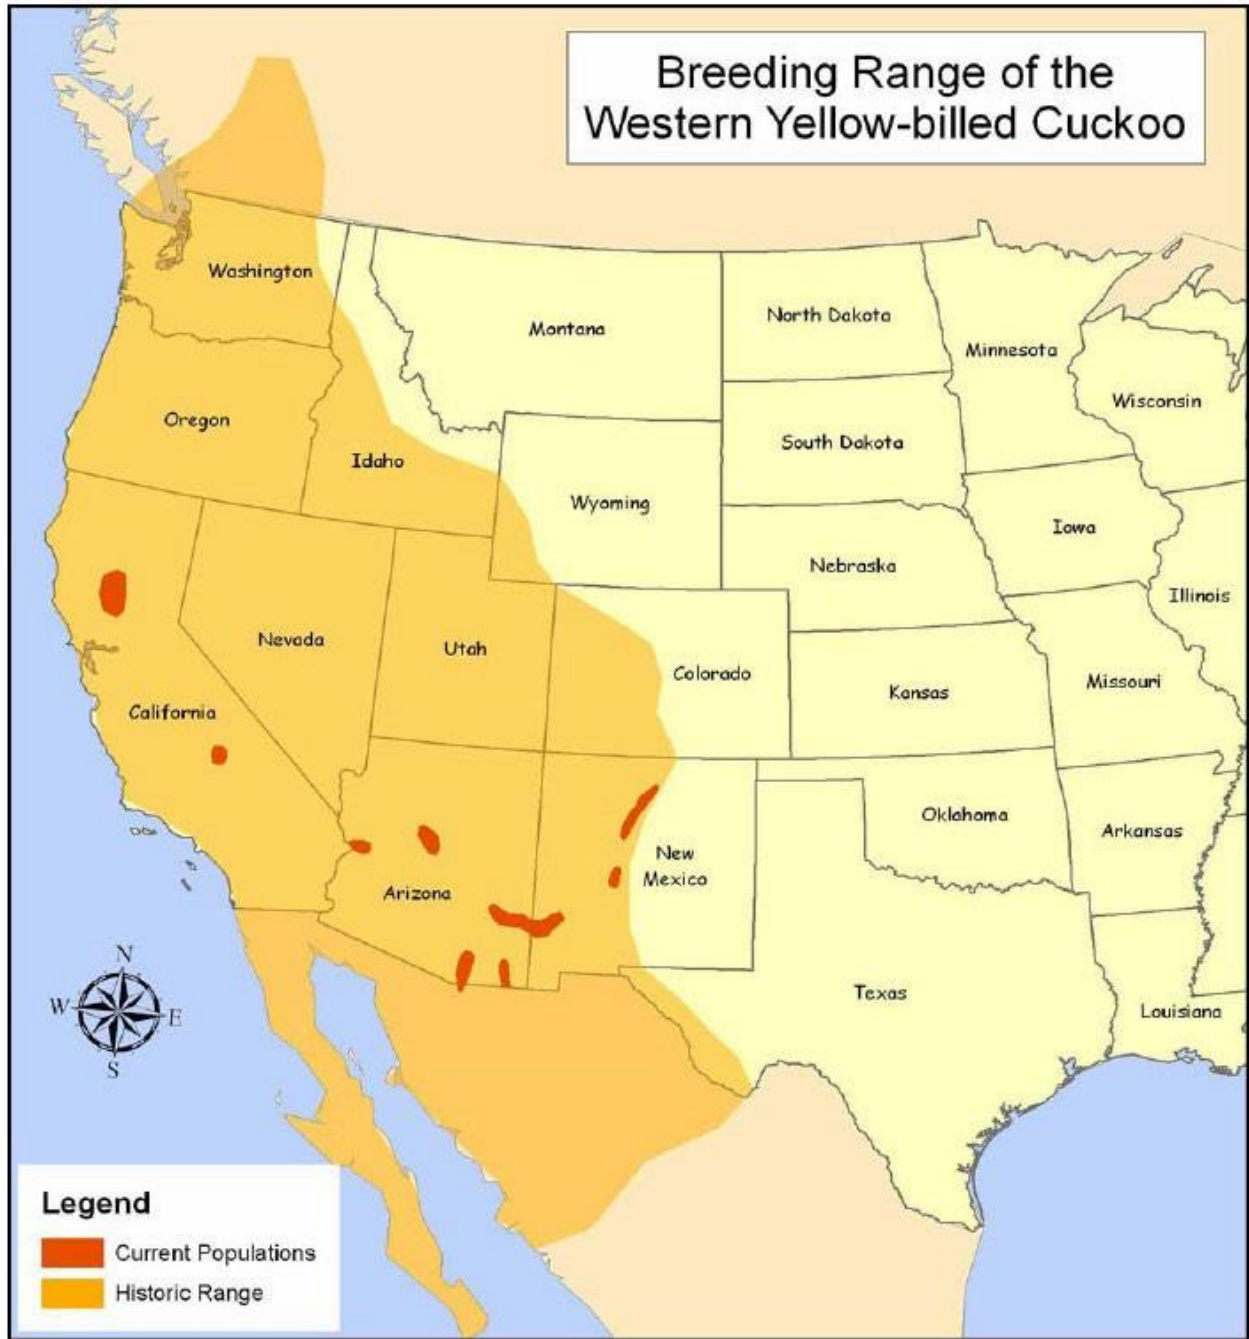 Breeding Range of the
Western Yellow-billed Cuckoo
Washington
Montana
North Dakota
Minnesota
Wisconsin
Oregon
Idaho
South Dakota
Wyoming
Iowa
Nebraska
Illinois
Nevada
Utah
Colorado
Kansas
Missouri
California
Oklahoma
Arkansas
New
Mexico
Arizona
Texas
Louisiana
N
W
E
S
Legend
Current Populations
Historic Range